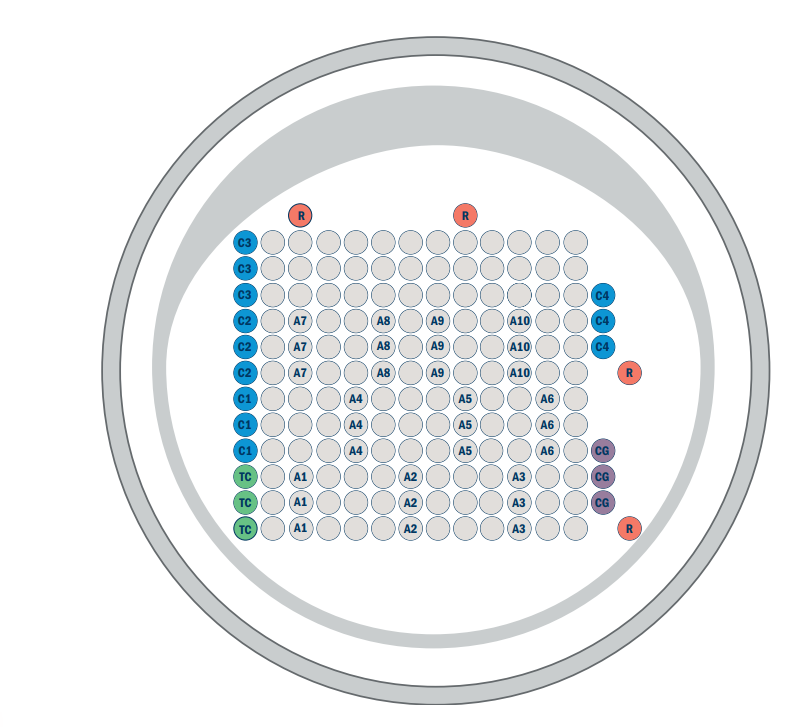 R R
C3
C3
C3 C4
C2 A7 A8 A9 A10 C4
C2 A7 A8 A9 A10 C4
C2 A7 A8 A9 A10 R
C1 A4 A5 A6
C1 A4 A5 A6
C1 A4 A5 A6 CG
TC A1 A2 A3 CG
TC A1 A2 A3 CG
TC A1 A2 A3 R